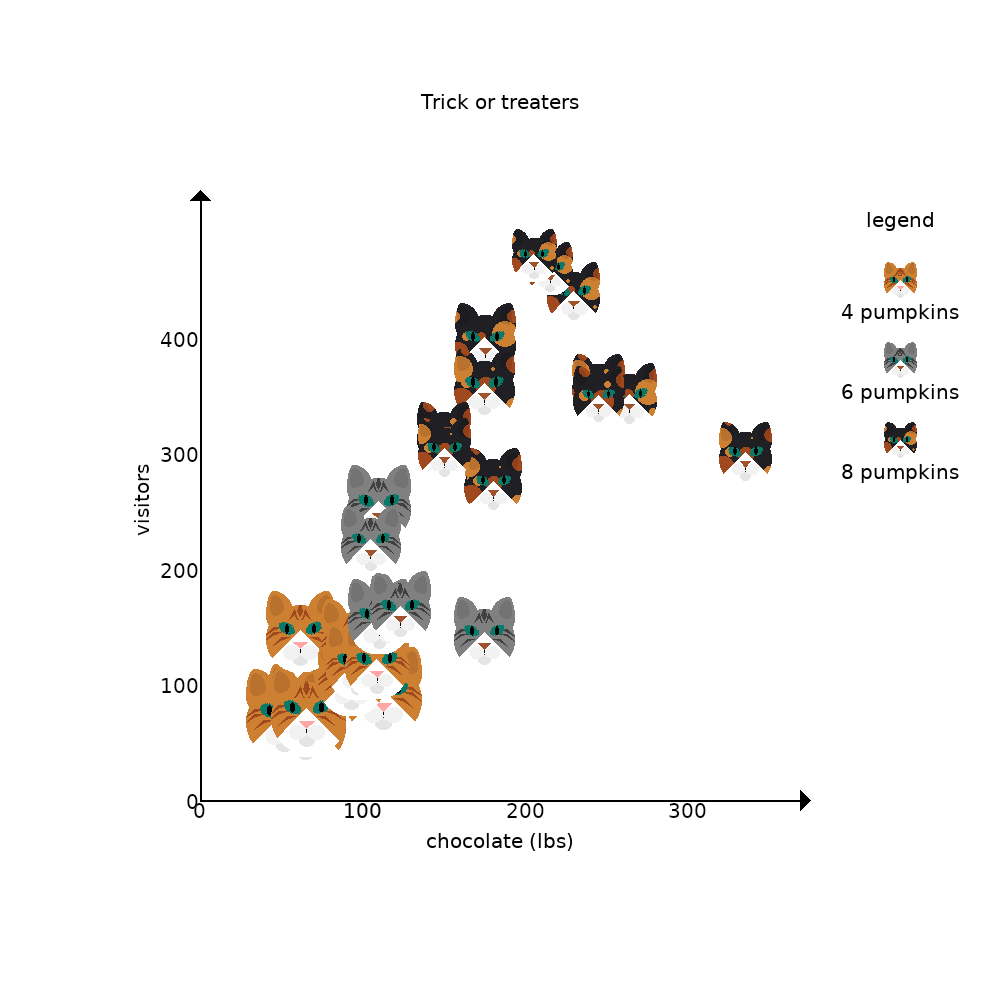 Trick or treaters
legend
4 pumpkins
6 pumpkins
8 pumpkins
visitors
400
300
200
100
0
0 100 200 300
chocolate (lbs)